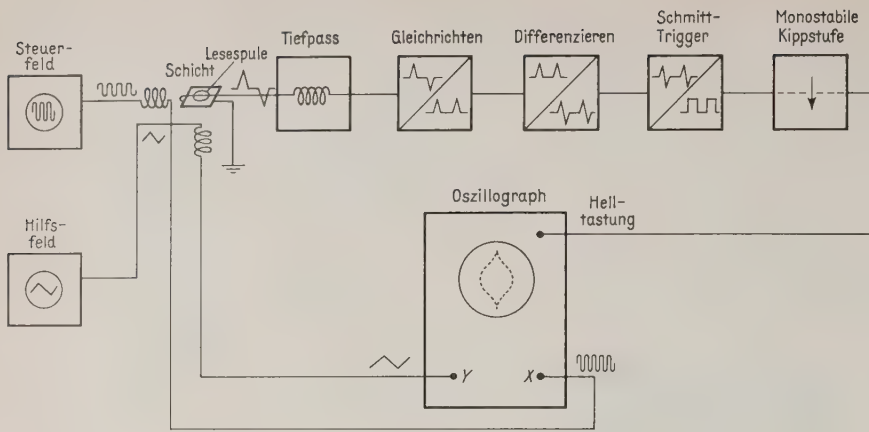 Steuer-
feld
Schicht
Lesespule
Tiefpass
Gleichrichten
Differenzieren
Schmitt-
Trigger
Monostabile
Kippstufe
Hilfs-
feld
Oszillograph
Hell-
tastung
Y
X